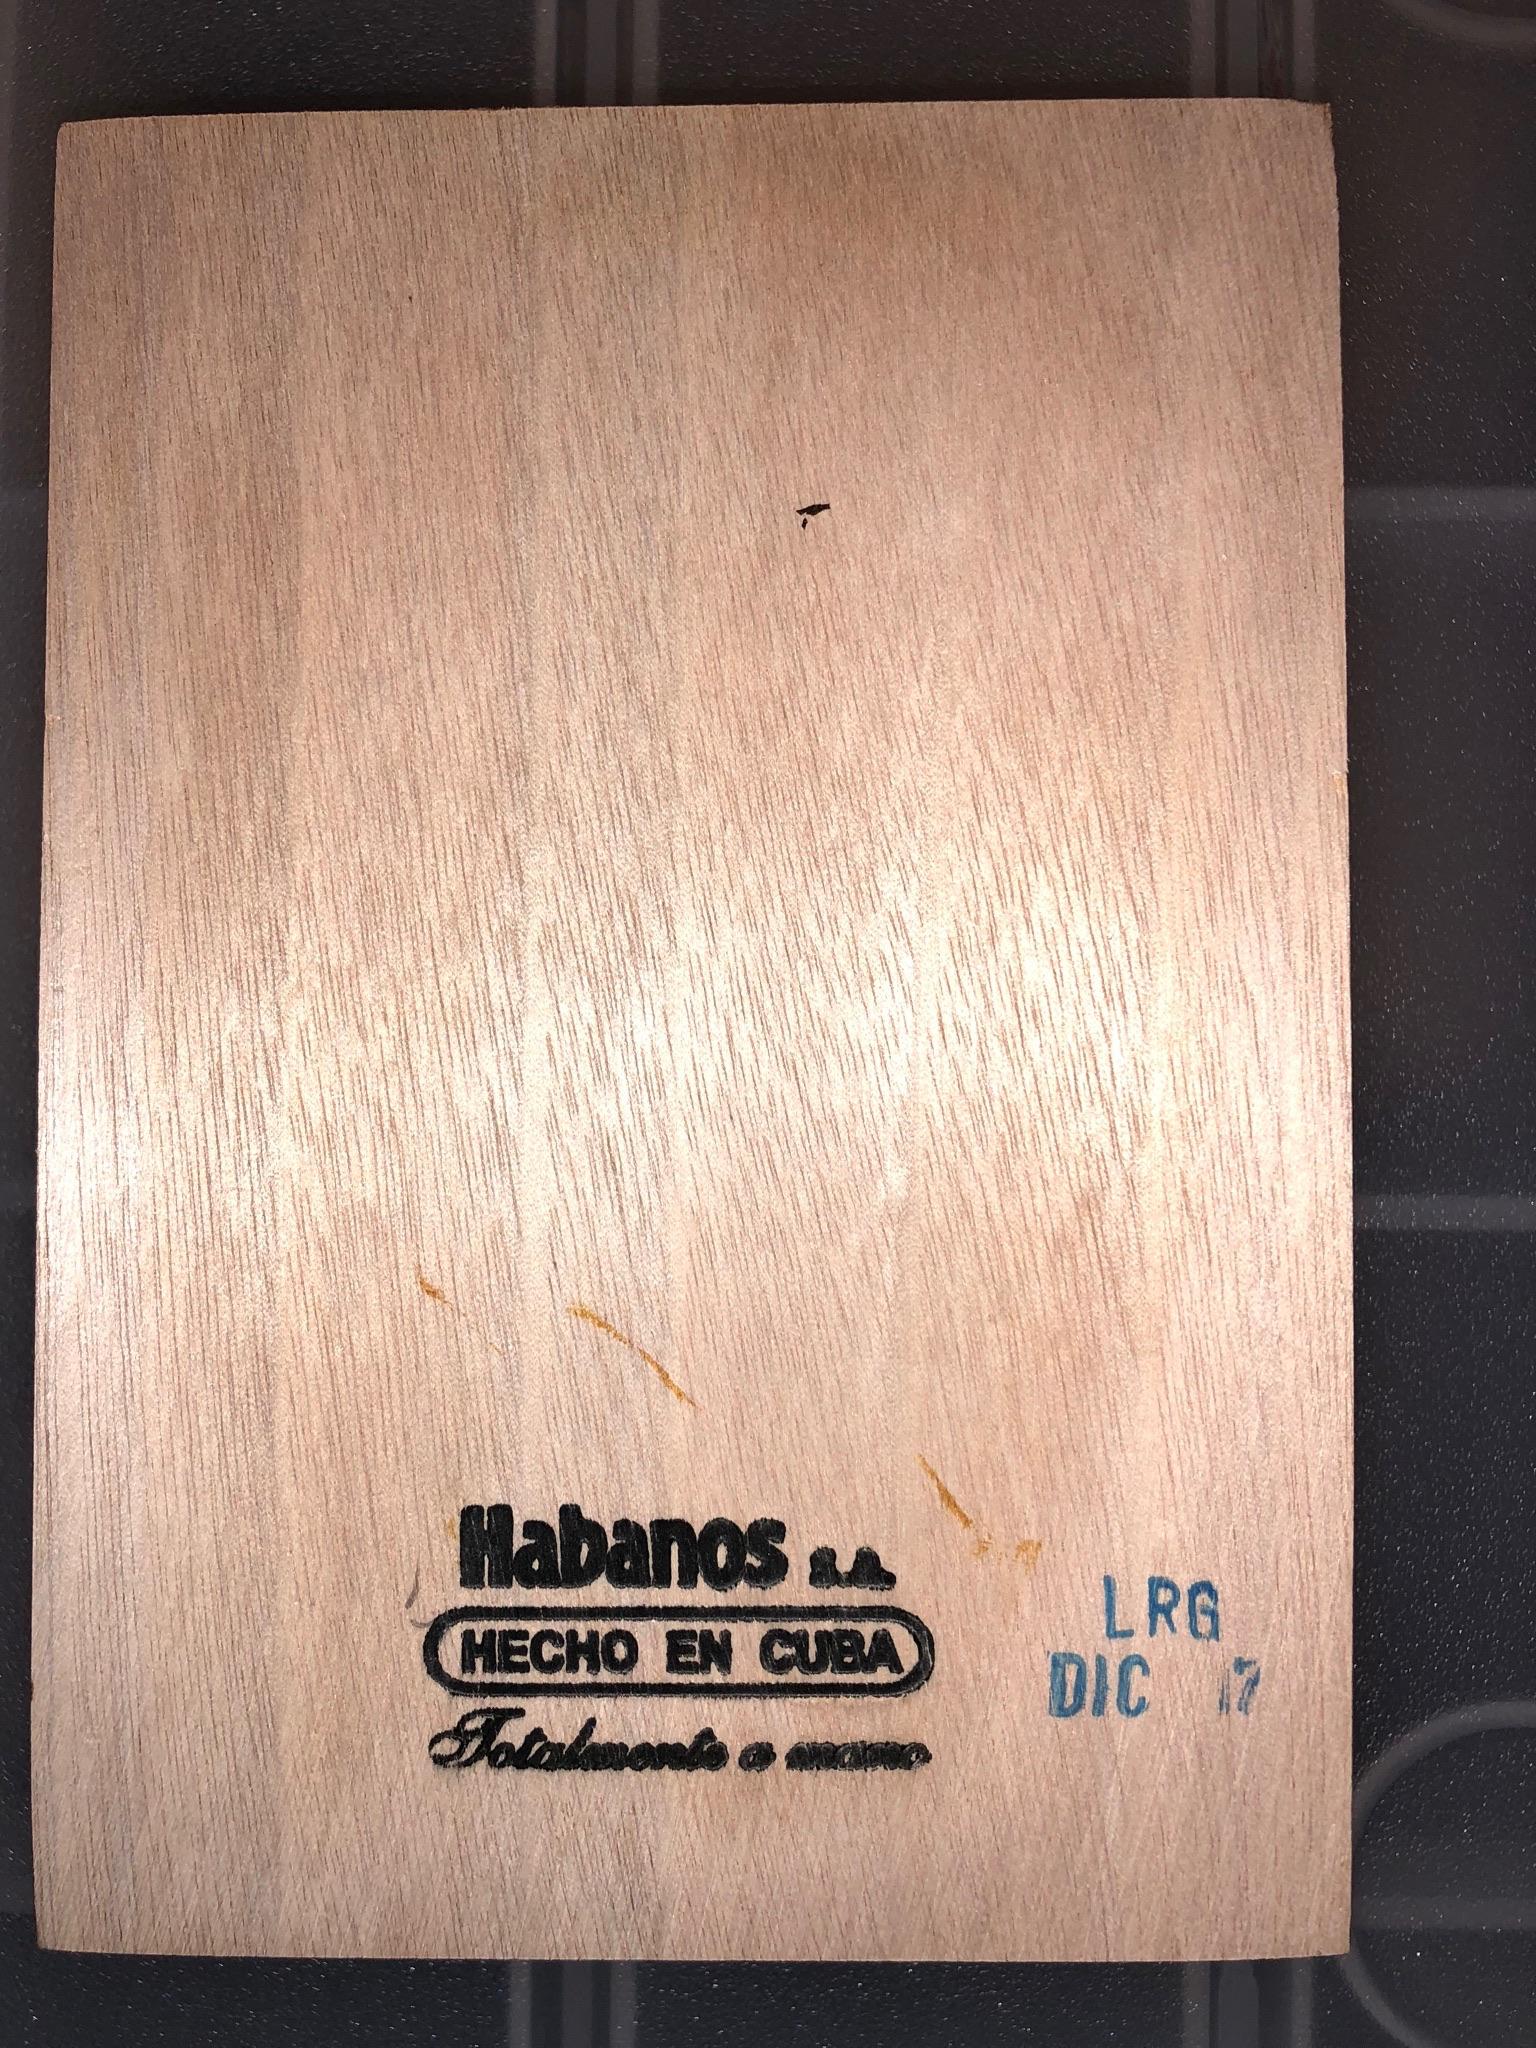 Habanos s.a.
HECHO EN CUBA
Totalmente a mano
LRG
DIC 17